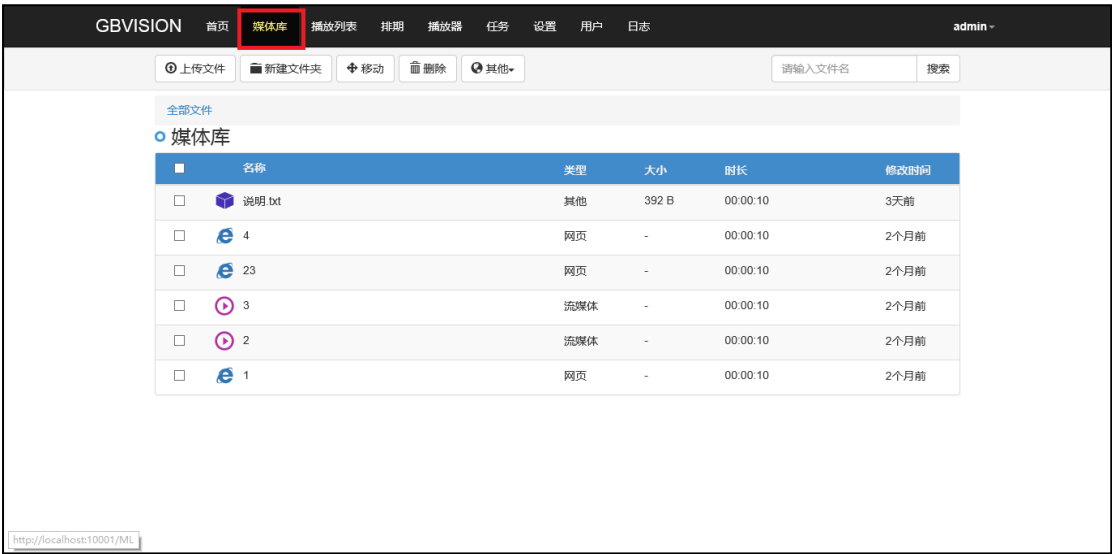 GBVISION 首页 媒体库 播放列表 排期 播放器 任务 设置 用户 日志 admin
上传文件 新建文件夹 移动 删除 其他 请输入文件名 搜索
全部文件
媒体库
名称 类型 大小 时长 修改时间
说明.txt 其他 392 B 00:00:10 3天前
4 网页 - 00:00:10 2个月前
23 网页 - 00:00:10 2个月前
3 流媒体 - 00:00:10 2个月前
2 流媒体 - 00:00:10 2个月前
1 网页 - 00:00:10 2个月前
http://localhost:10001/ML